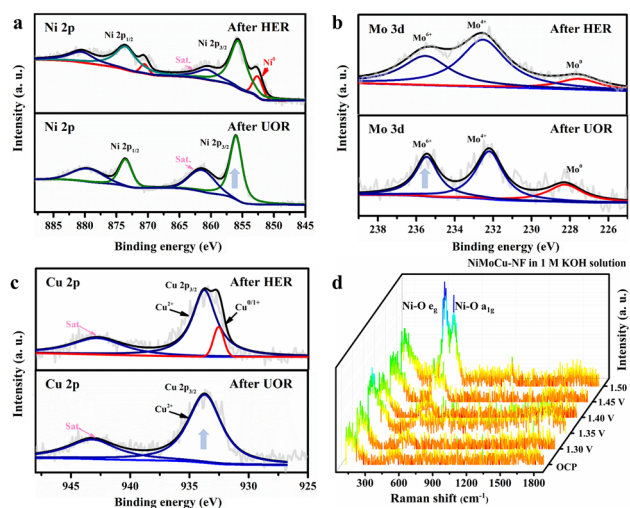 a
Ni 2p
After HER
Ni 2p1/2
Ni 2p3/2
Sat.
Ni0
Ni 2p
After UOR
Ni 2p1/2
Ni 2p3/2
Sat.
Intensity (a. u.)
885 880 875 870 865 860 855 850 845
Binding energy (eV)
b
Mo 3d
After HER
Mo6+
Mo4+
Mo0
Mo 3d
After UOR
Mo6+
Mo4+
Mo0
Intensity (a. u.)
238 236 234 232 230 228 226
Binding energy (eV)
c
Cu 2p
After HER
Cu 2p3/2
Cu2+
Cu0/1+
Sat.
Cu 2p
After UOR
Cu 2p3/2
Cu2+
Sat.
Intensity (a. u.)
945 940 935 930 925
Binding energy (eV)
NiMoCu-NF in 1 M KOH solution
d
Ni-O eg
Ni-O a1g
Intensity (a. u.)
1.50
1.45 V
1.40 V
1.35 V
1.30 V
OCP
300 600 900 1200 1500 1800
Raman shift (cm-1)